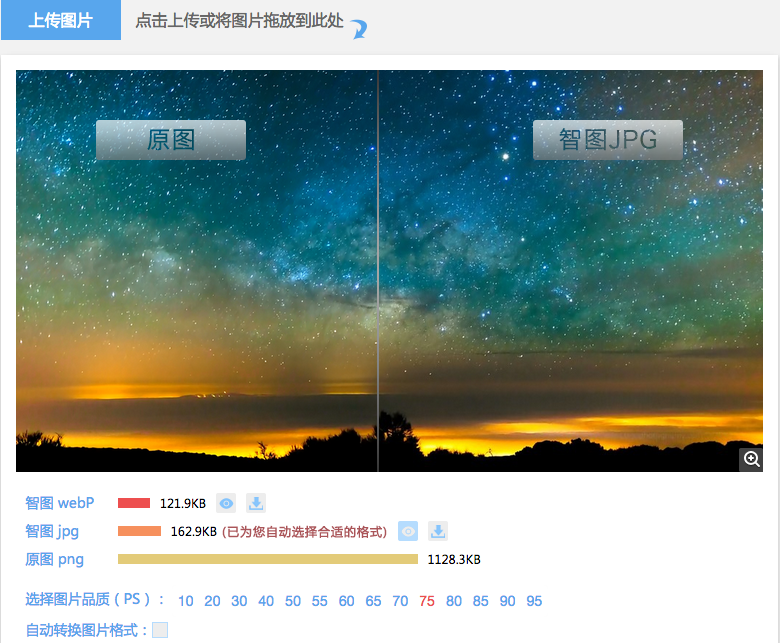 上传图片 点击上传或将图片拖放到此处
原图 智图JPG
智图 webP 121.9KB
智图 jpg 162.9KB (已为您自动选择合适的格式)
原图 png 1128.3KB
选择图片品质（PS）： 10 20 30 40 50 55 60 65 70 75 80 85 90 95
自动转换图片格式：